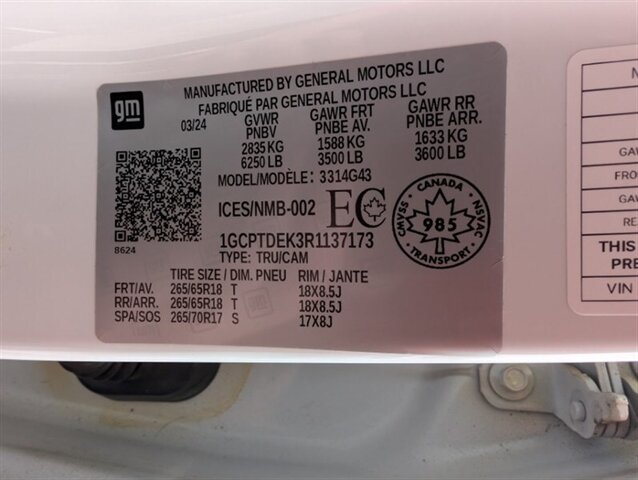 gm
MANUFACTURED BY GENERAL MOTORS LLC
FABRIQUÉ PAR GENERAL MOTORS LLC
03/24
GVWR GAWR FRT GAWR RR
PNBV PNBE AV. PNBE ARR.
2835 KG 1588 KG 1633 KG
6250 LB 3500 LB 3600 LB
MODEL/MODÈLE: 3314G43
ICES/NMB-002 EC
CANADA
985
NSVAC
SMVAC
8624
1GCPTDEK3R1137173
TYPE: TRU/CAM
TIRE SIZE / DIM. PNEU RIM / JANTE
FRT/AV. 265/65R18 T 18X8.5J
RR/ARR. 265/65R18 T 18X8.5J
SPA/SOS 265/70R17 S 17X8J
THIS
PRE
VIN